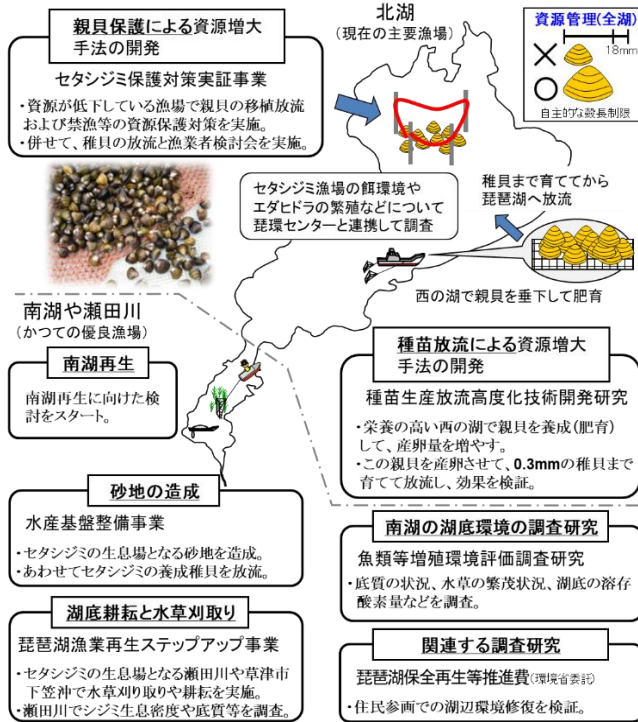 親貝保護による資源増大
手法の開発
セタシジミ保護対策実証事業
・資源が低下している漁場で親貝の移植放流
および禁漁等の資源保護対策を実施。
・併せて、稚貝の放流と漁業者検討会を実施。
北湖
(現在の主要漁場)
資源管理(全湖)
18mm
自主的な殻長制限
セタシジミ漁場の餌環境や
エダヒドラの繁殖などについて
琵環センターと連携して調査
稚貝まで育ててから
琵琶湖へ放流
西の湖で親貝を垂下して肥育
南湖や瀬田川
(かつての優良漁場)
南湖再生
南湖再生に向けた検
討をスタート。
種苗放流による資源増大
手法の開発
種苗生産放流高度化技術開発研究
・栄養の高い西の湖で親貝を養成(肥育)
して、産卵量を増やす。
・この親貝を産卵させて、0.3mmの稚貝まで
育てて放流し、効果を検証。
砂地の造成
水産基盤整備事業
・セタシジミの生息場となる砂地を造成。
・あわせてセタシジミの養成稚貝を放流。
南湖の湖底環境の調査研究
魚類等増殖環境評価調査研究
・底質の状況、水草の繁茂状況、湖底の溶存
酸素量などを調査。
湖底耕耘と水草刈取り
琵琶湖漁業再生ステップアップ事業
・セタシジミの生息場となる瀬田川や草津市
下笠沖で水草刈り取りや耕耘を実施。
・瀬田川でシジミ生息密度や底質等を調査。
関連する調査研究
琵琶湖保全再生等推進費(環境省委託)
・住民参画での湖辺環境修復を検証。